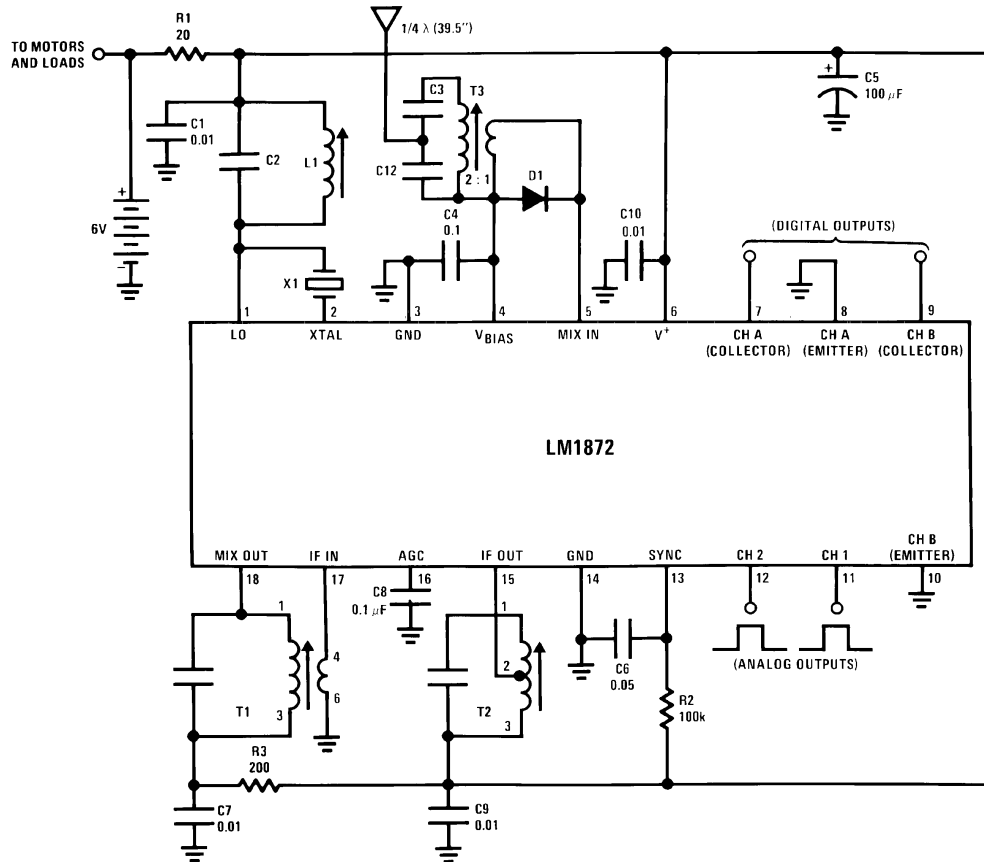 R1
20
1/4 λ (39.5″)
TO MOTORS
AND LOADS
C1
0.01
C2
L1
C3
T3
C12
2 : 1
D1
+
C5
100 μF
+
6V
−
X1
C4
0.1
C10
0.01
(DIGITAL OUTPUTS)
1
2
3
4
5
6
7
8
9
LO
XTAL
GND
VBIAS
MIX IN
V+
CH A
(COLLECTOR)
CH A
(EMITTER)
CH B
(COLLECTOR)
LM1872
MIX OUT
IF IN
AGC
IF OUT
GND
SYNC
CH 2
CH 1
CH B
(EMITTER)
18
17
16
15
14
13
12
11
10
C8
0.1 μF
1
4
6
3
T1
1
2
3
T2
C6
0.05
R2
100k
(ANALOG OUTPUTS)
R3
200
C7
0.01
C9
0.01